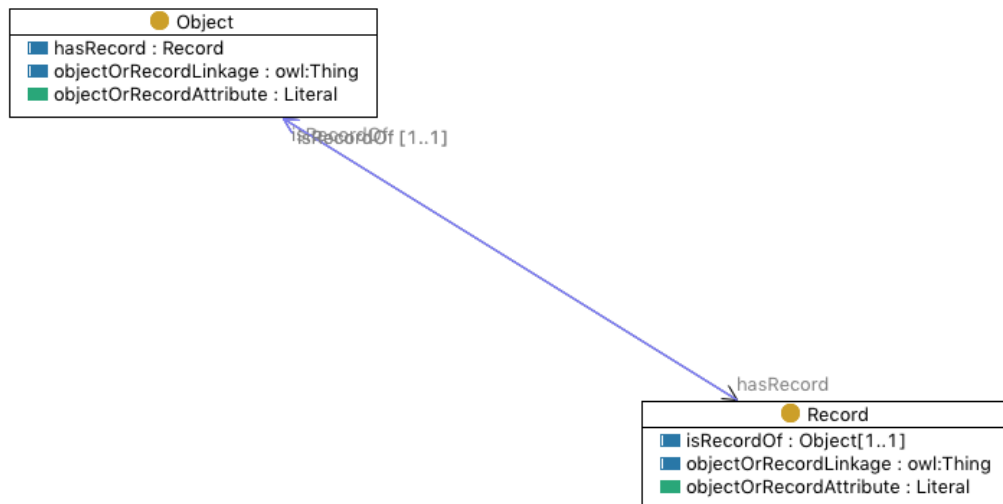 Object
hasRecord : Record
objectOrRecordLinkage : owl:Thing
objectOrRecordAttribute : Literal
isRecordOf
isRecordOf [1..1]
hasRecord
Record
isRecordOf : Object[1..1]
objectOrRecordLinkage : owl:Thing
objectOrRecordAttribute : Literal